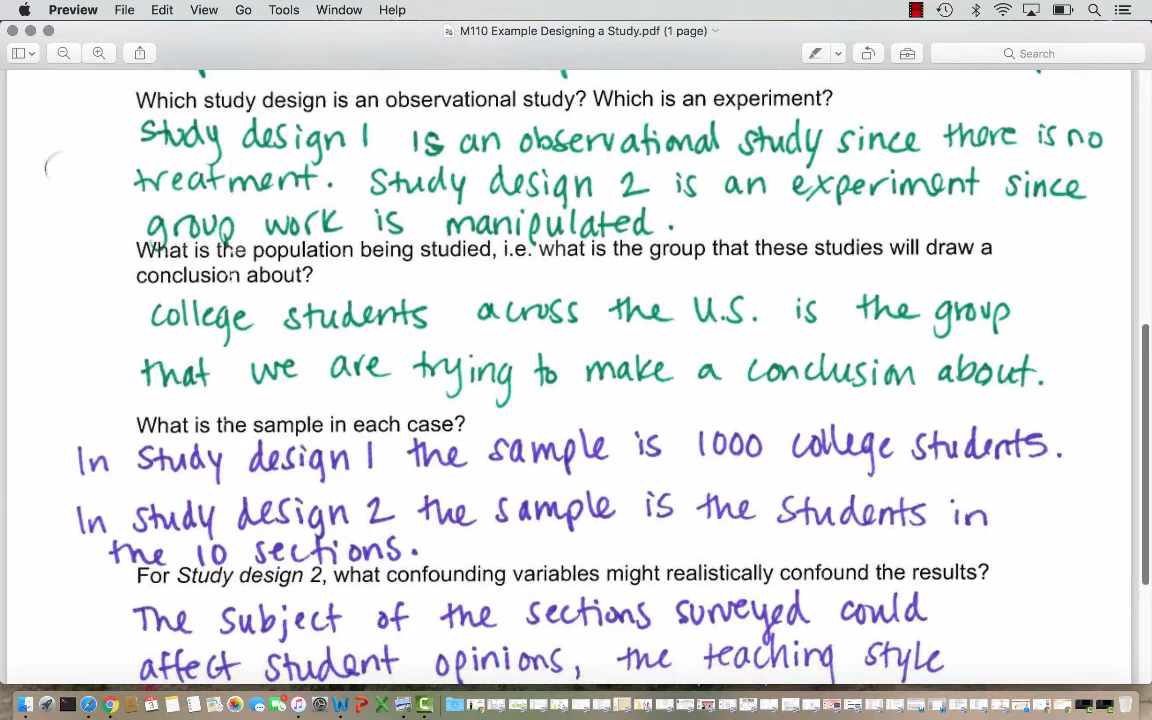 Preview File Edit View Go Tools Window Help
M110 Example Designing a Study.pdf (1 page)
Search
Which study design is an observational study? Which is an experiment?
Study design 1 is an observational study since there is no
treatment. Study design 2 is an experiment since
group work is manipulated.
What is the population being studied, i.e. what is the group that these studies will draw a
conclusion about?
college students across the U.S. is the group
that we are trying to make a conclusion about.
What is the sample in each case?
In Study design 1 the sample is 1000 college students.
In study design 2 the sample is the students in
the 10 sections.
For Study design 2, what confounding variables might realistically confound the results?
The subject of the sections surveyed could
affect student opinions, the teaching style